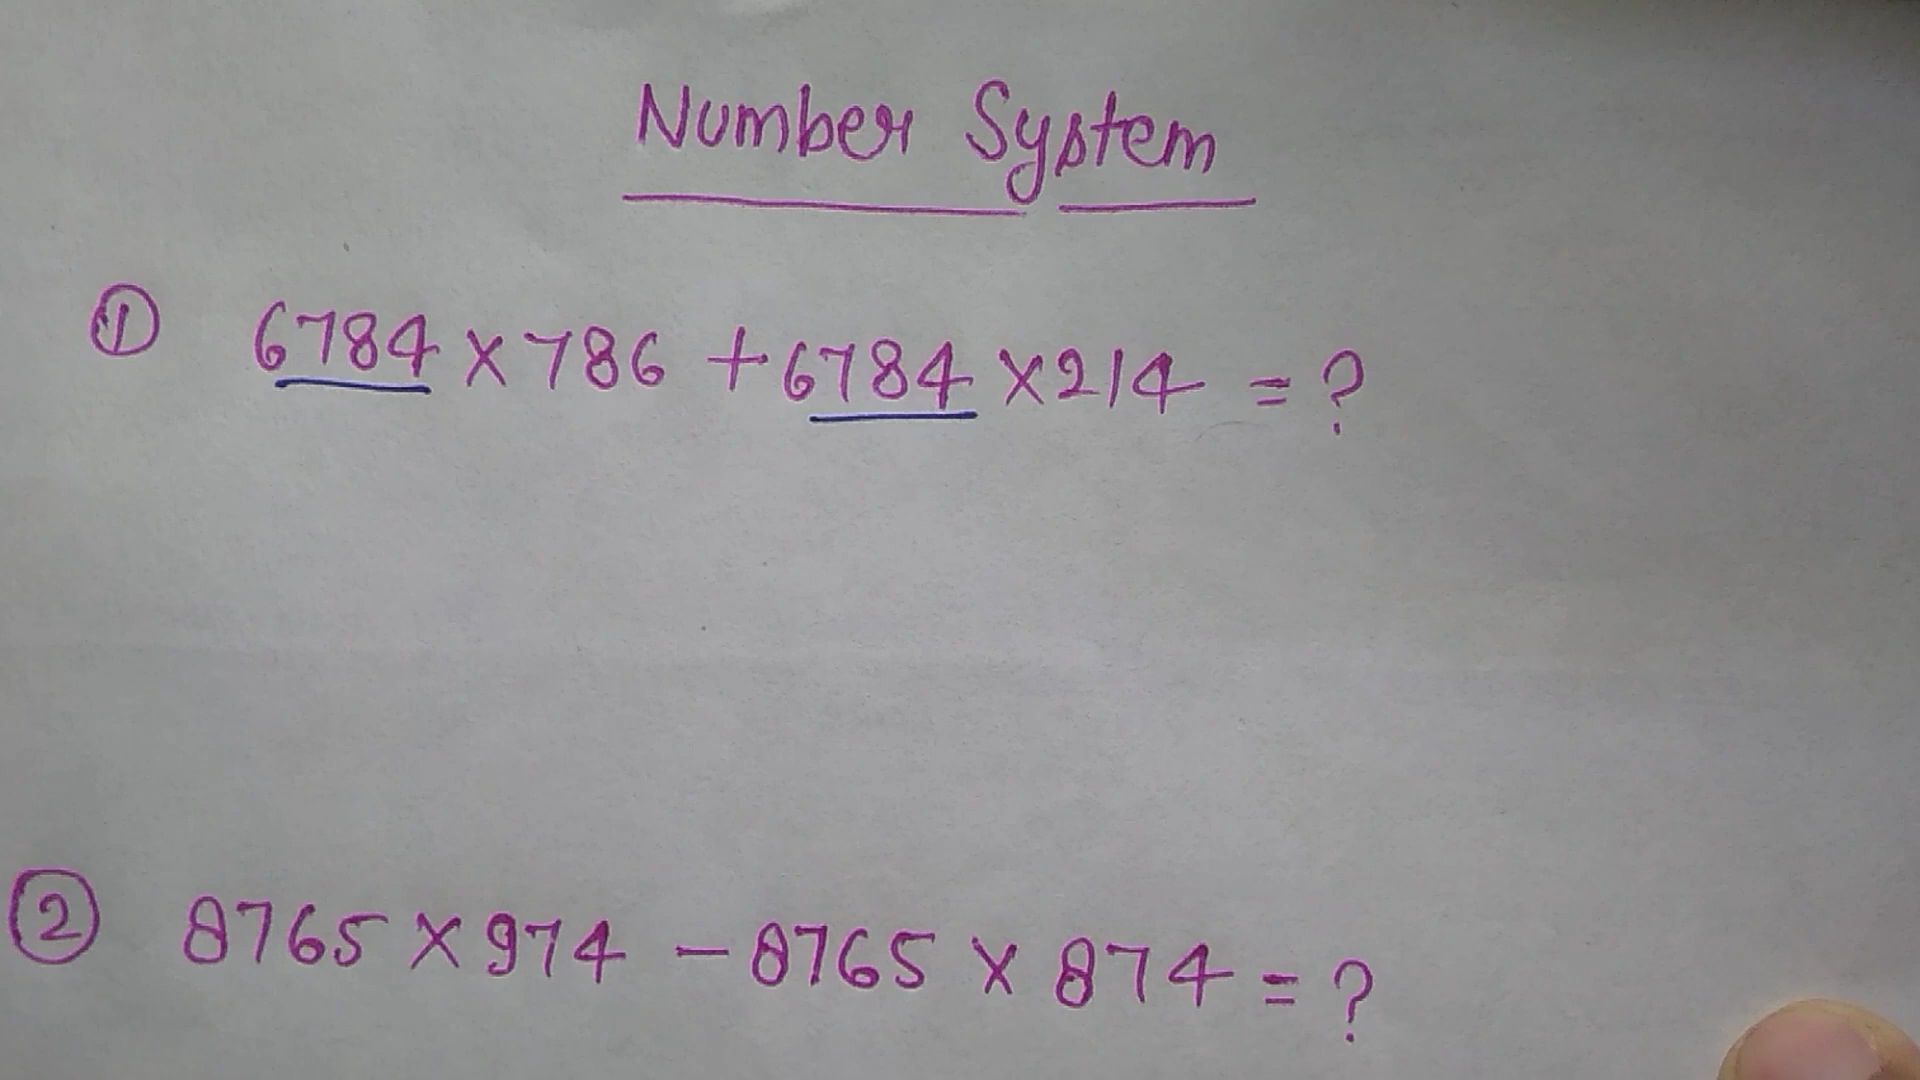 Number System
① 6784 × 786 + 6784 × 214 = ?
② 8765 × 974 - 8765 × 874 = ?